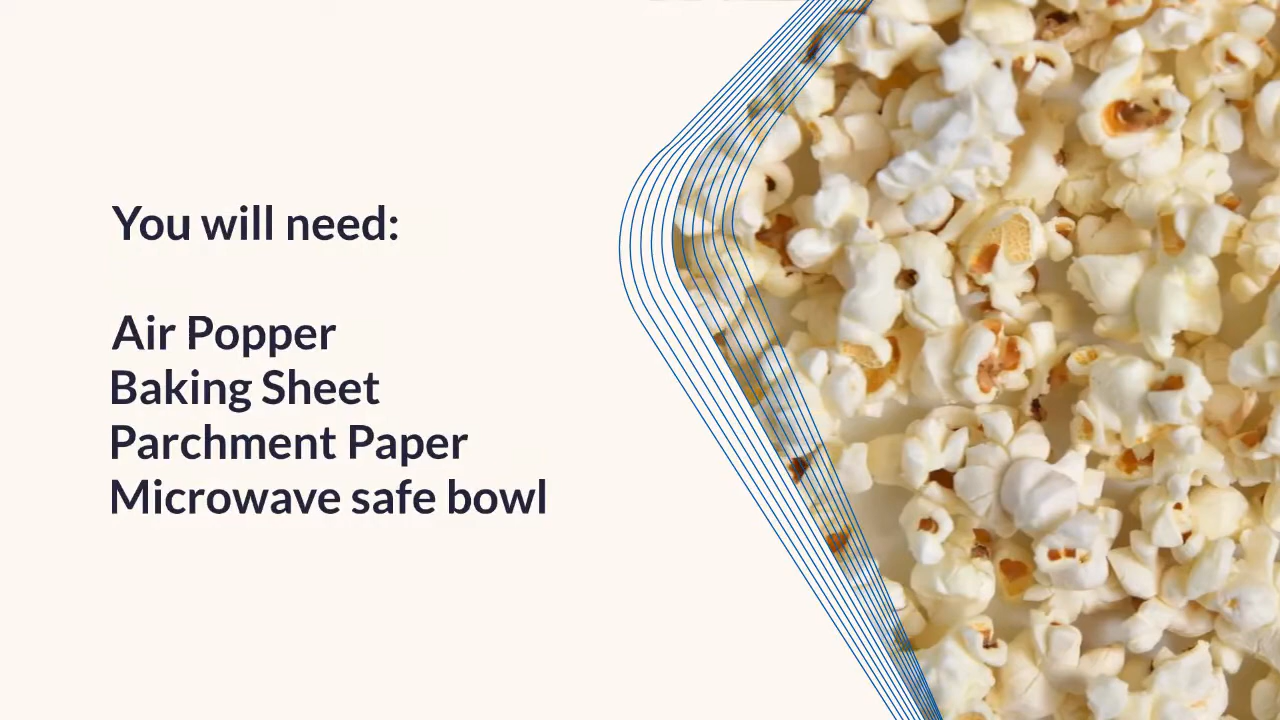 You will need:
Air Popper
Baking Sheet
Parchment Paper
Microwave safe bowl